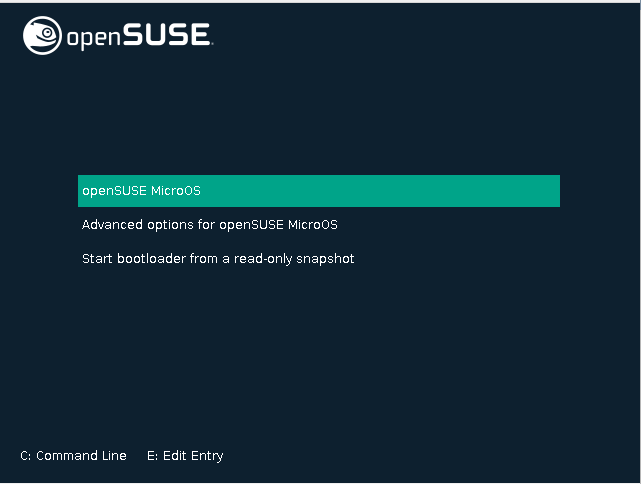 openSUSE.
openSUSE MicroOS
Advanced options for openSUSE MicroOS
Start bootloader from a read-only snapshot
C: Command Line E: Edit Entry